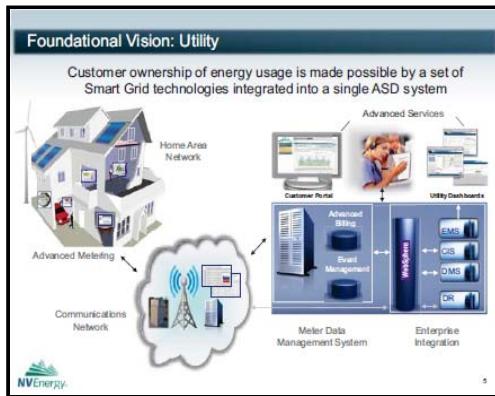 Foundational Vision: Utility
Customer ownership of energy usage is made possible by a set of
Smart Grid technologies integrated into a single ASD system
Advanced Services
Home Area
Network
Customer Portal
Utility Dashboards
Advanced
Billing
Event
Management
WebSphere
EMS
CIS
DMS
DR
Advanced Metering
Communications
Network
Meter Data
Management System
Enterprise
Integration
NVEnergy
5